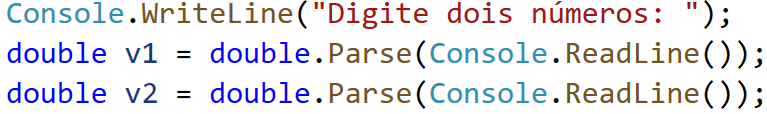 Console.WriteLine("Digite dois números: ");
double v1 = double.Parse(Console.ReadLine());
double v2 = double.Parse(Console.ReadLine());